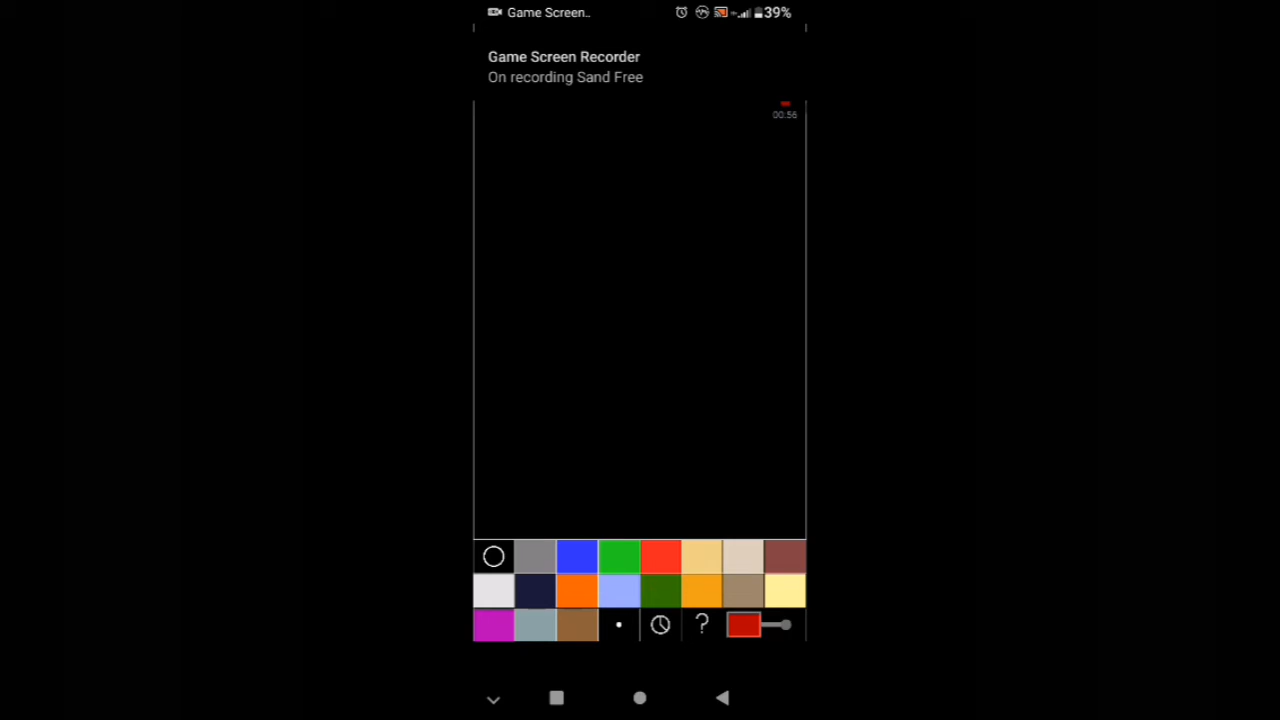 Game Screen.. 39%
Game Screen Recorder
On recording Sand Free
00:56
?